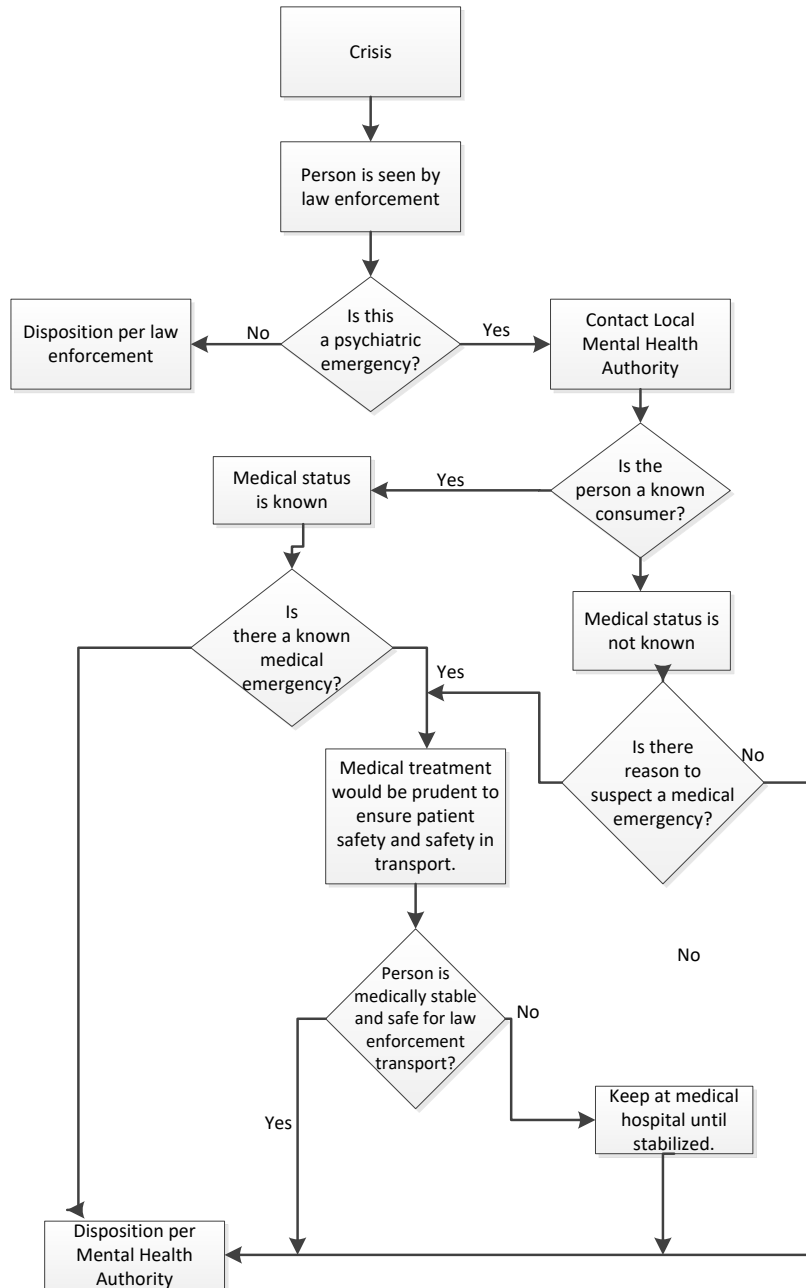 Crisis
Person is seen by
law enforcement
Is this
a psychiatric
emergency?
No
Yes
Disposition per law
enforcement
Contact Local
Mental Health
Authority
Is the
person a known
consumer?
Yes
Medical status
is known
Medical status is
not known
Is
there a known
medical
emergency?
Yes
Is there
reason to
suspect a medical
emergency?
No
Medical treatment
would be prudent to
ensure patient
safety and safety in
transport.
No
Person is
medically stable
and safe for law
enforcement
transport?
No
Yes
Keep at medical
hospital until
stabilized.
Disposition per
Mental Health
Authority